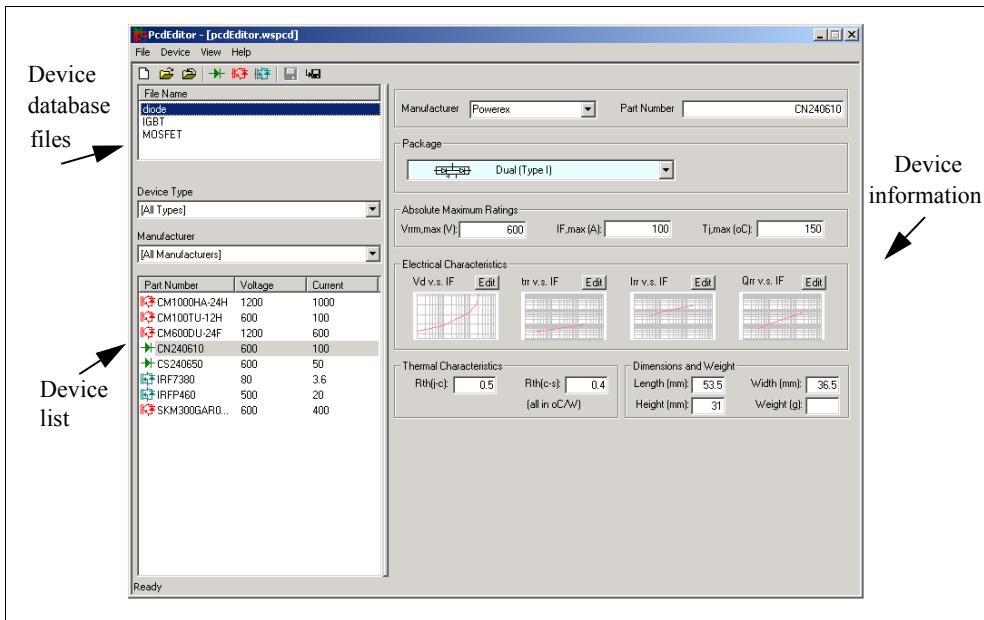 PcdEditor - [pcdEditor.wspcd]
File Device View Help
Device
database
files
File Name
diode
IGBT
MOSFET
Device Type
[All Types]
Manufacturer
[All Manufacturers]
Part Number Voltage Current
CM1000HA-24H 1200 1000
CM100TU-12H 600 100
CM600DU-24F 1200 600
CN240610 600 100
CS240650 600 50
IRF7380 80 3.6
IRFP460 500 20
SKM300GAR0... 600 400
Device
list
Ready
Manufacturer Powerex Part Number CN240610
Package
Dual (Type I)
Absolute Maximum Ratings
Vrrm,max (V): 600 IF,max (A): 100 Tj,max (oC): 150
Electrical Characteristics
Vd v.s. IF Edit trr v.s. IF Edit Irr v.s. IF Edit Qrr v.s. IF Edit
Thermal Characteristics
Rth(j-c): 0.5 Rth(c-s): 0.4
(all in oC/W)
Dimensions and Weight
Length (mm): 53.5 Width (mm): 36.5
Height (mm): 31 Weight (g):
Device
information